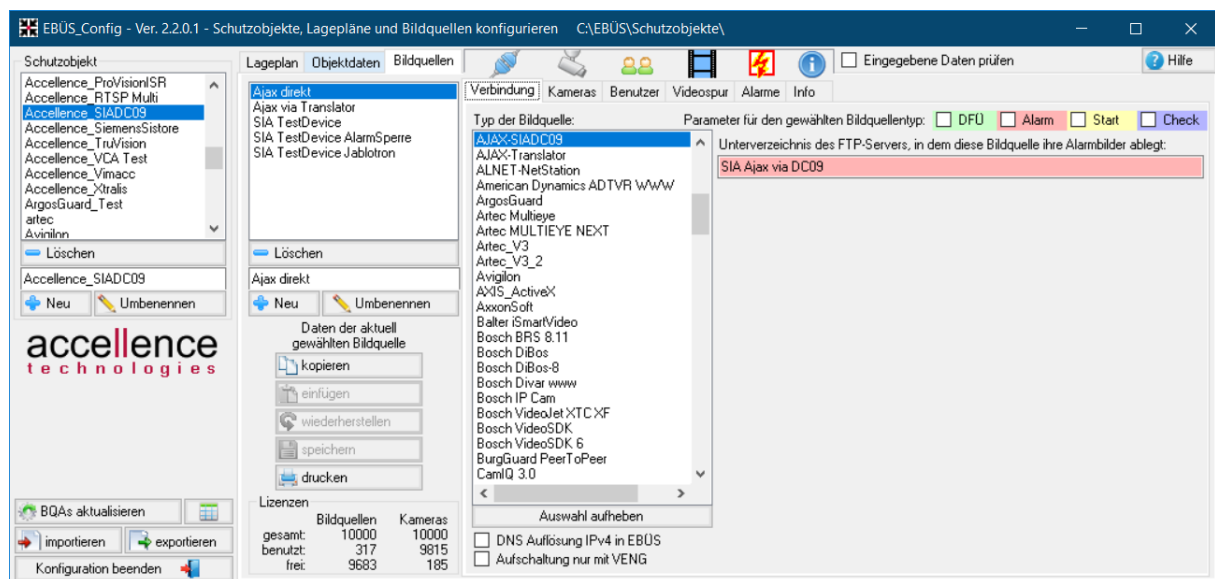 EBÜS_Config - Ver. 2.2.0.1 - Schutzobjekte, Lagepläne und Bildquellen konfigurieren C:\EBÜS\Schutzobjekte\
Schutzobjekt
Accellence_ProVisionISR
Accellence_RTSP Multi
Accellence_SIADC09
Accellence_SiemensSistore
Accellence_TruVision
Accellence_VCA Test
Accellence_Vimacc
Accellence_Xtralis
ArgosGuard_Test
artec
Avigilon
Löschen
Accellence_SIADC09
Neu
Umbenennen
accellence
technologies
BQAs aktualisieren
importieren
exportieren
Konfiguration beenden
Lageplan
Objektdaten
Bildquellen
Ajax direkt
Ajax via Translator
SIA TestDevice
SIA TestDevice AlarmSperre
SIA TestDevice Jablotron
Löschen
Ajax direkt
Neu
Umbenennen
Daten der aktuell
gewählten Bildquelle
kopieren
einfügen
wiederherstellen
speichern
drucken
Lizenzen
Bildquellen Kameras
gesamt: 10000 10000
benutzt: 317 9815
frei: 9683 185
Eingegebene Daten prüfen
Hilfe
Verbindung
Kameras
Benutzer
Videospur
Alarme
Info
Typ der Bildquelle:
AJAX-SIADC09
AJAX-Translator
ALNET-NetStation
American Dynamics ADTVR WWW
ArgosGuard
Artec Multieye
Artec MULTIEYE NEXT
Artec_V3
Artec_V3_2
Avigilon
AXIS_ActiveX
AxxonSoft
Balter iSmartVideo
Bosch BRS 8.11
Bosch DiBos
Bosch DiBos-8
Bosch Divar www
Bosch IP Cam
Bosch VideoJet XTC XF
Bosch VideoSDK
Bosch VideoSDK 6
BurgGuard PeerToPeer
CamIQ 3.0
Auswahl aufheben
DNS Auflösung IPv4 in EBÜS
Aufschaltung nur mit VENG
Parameter für den gewählten Bildquellentyp:
DFÜ
Alarm
Start
Check
Unterverzeichnis des FTP-Servers, in dem diese Bildquelle ihre Alarmbilder ablegt:
SIA Ajax via DC09